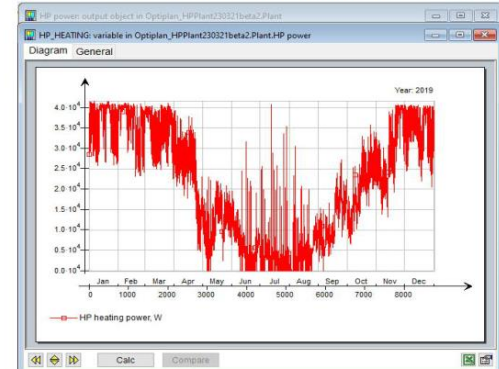 HP power: output object in Optiplan_HPPlant230321beta2.Plant
HP_HEATING: variable in Optiplan_HPPlant230321beta2.Plant.HP power
Diagram General
Year: 2019
4.0·10⁴
3.5·10⁴
3.0·10⁴
2.5·10⁴
2.0·10⁴
1.5·10⁴
1.0·10⁴
0.5·10⁴
0.0·10⁰
Jan Feb Mar Apr May Jun Jul Aug Sep Oct Nov Dec
0 1000 2000 3000 4000 5000 6000 7000 8000
HP heating power, W
Calc Compare